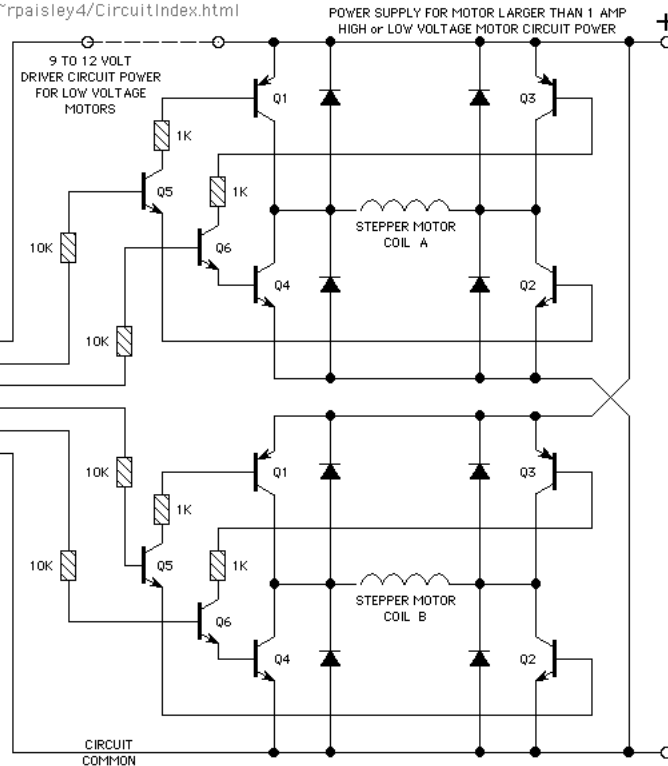 ~rpaisley4/CircuitIndex.html
POWER SUPPLY FOR MOTOR LARGER THAN 1 AMP
HIGH or LOW VOLTAGE MOTOR CIRCUIT POWER
+
9 TO 12 VOLT
DRIVER CIRCUIT POWER
FOR LOW VOLTAGE
MOTORS
Q1
Q3
1K
Q5
1K
10K
Q6
STEPPER MOTOR
COIL A
Q4
Q2
10K
10K
Q1
Q3
1K
10K
Q5
1K
STEPPER MOTOR
COIL B
Q6
Q4
Q2
CIRCUIT
COMMON